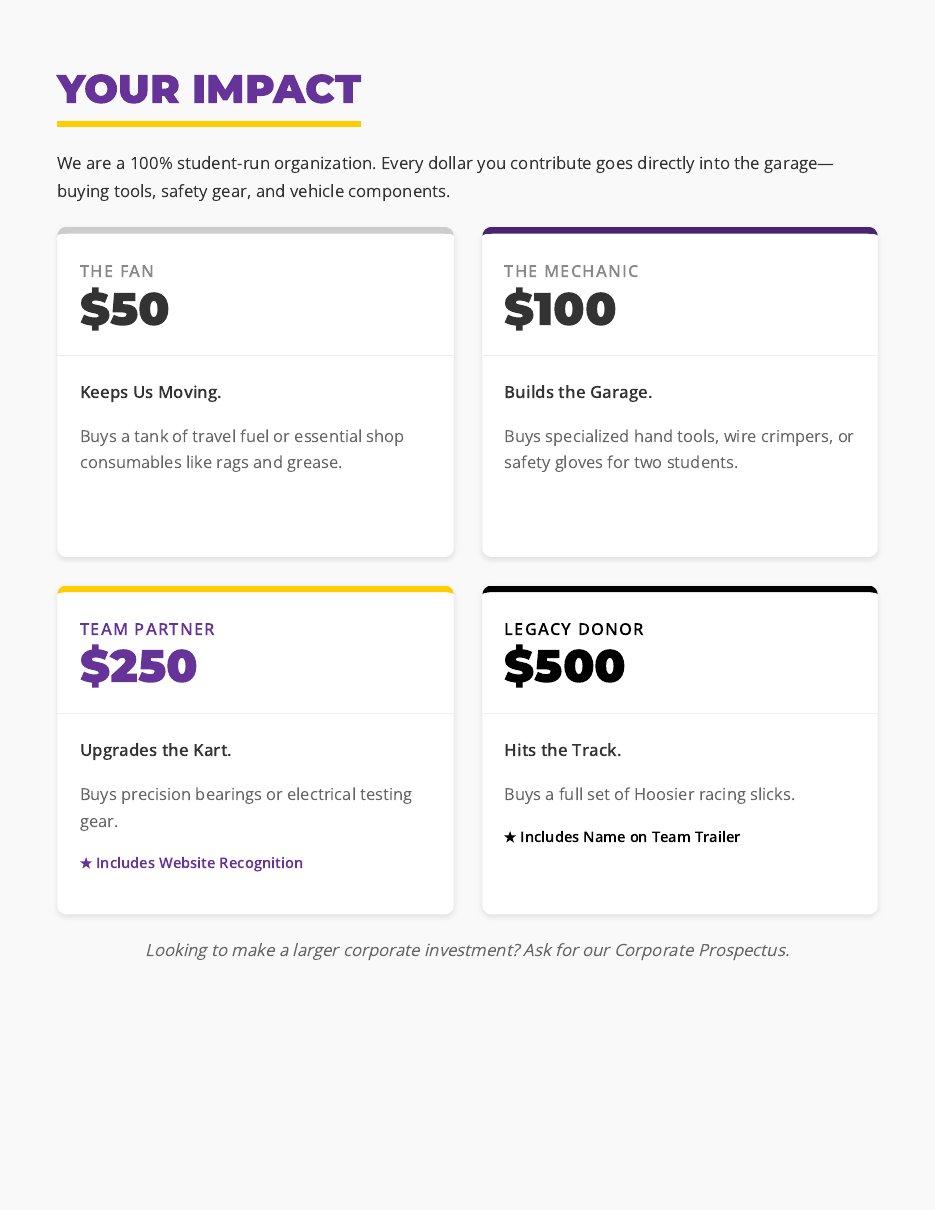 YOUR IMPACT
We are a 100% student-run organization. Every dollar you contribute goes directly into the garage—
buying tools, safety gear, and vehicle components.
THE FAN
$50
Keeps Us Moving.
Buys a tank of travel fuel or essential shop
consumables like rags and grease.
THE MECHANIC
$100
Builds the Garage.
Buys specialized hand tools, wire crimpers, or
safety gloves for two students.
TEAM PARTNER
$250
Upgrades the Kart.
Buys precision bearings or electrical testing
gear.
★ Includes Website Recognition
LEGACY DONOR
$500
Hits the Track.
Buys a full set of Hoosier racing slicks.
★ Includes Name on Team Trailer
Looking to make a larger corporate investment? Ask for our Corporate Prospectus.